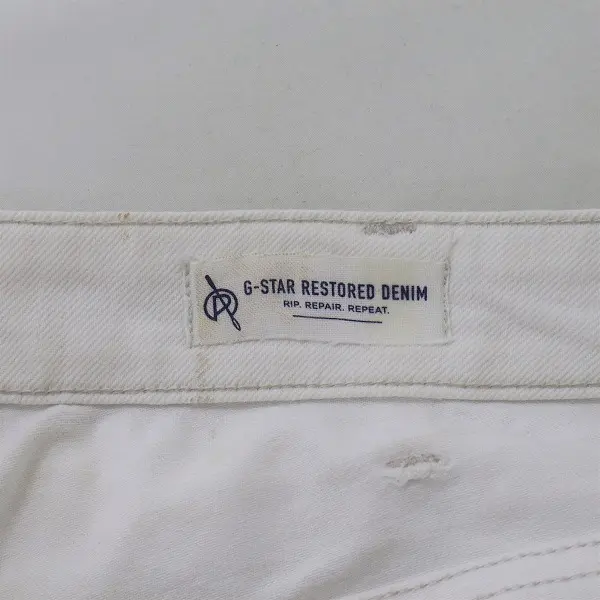 G-STAR RESTORED DENIM
RIP. REPAIR. REPEAT.